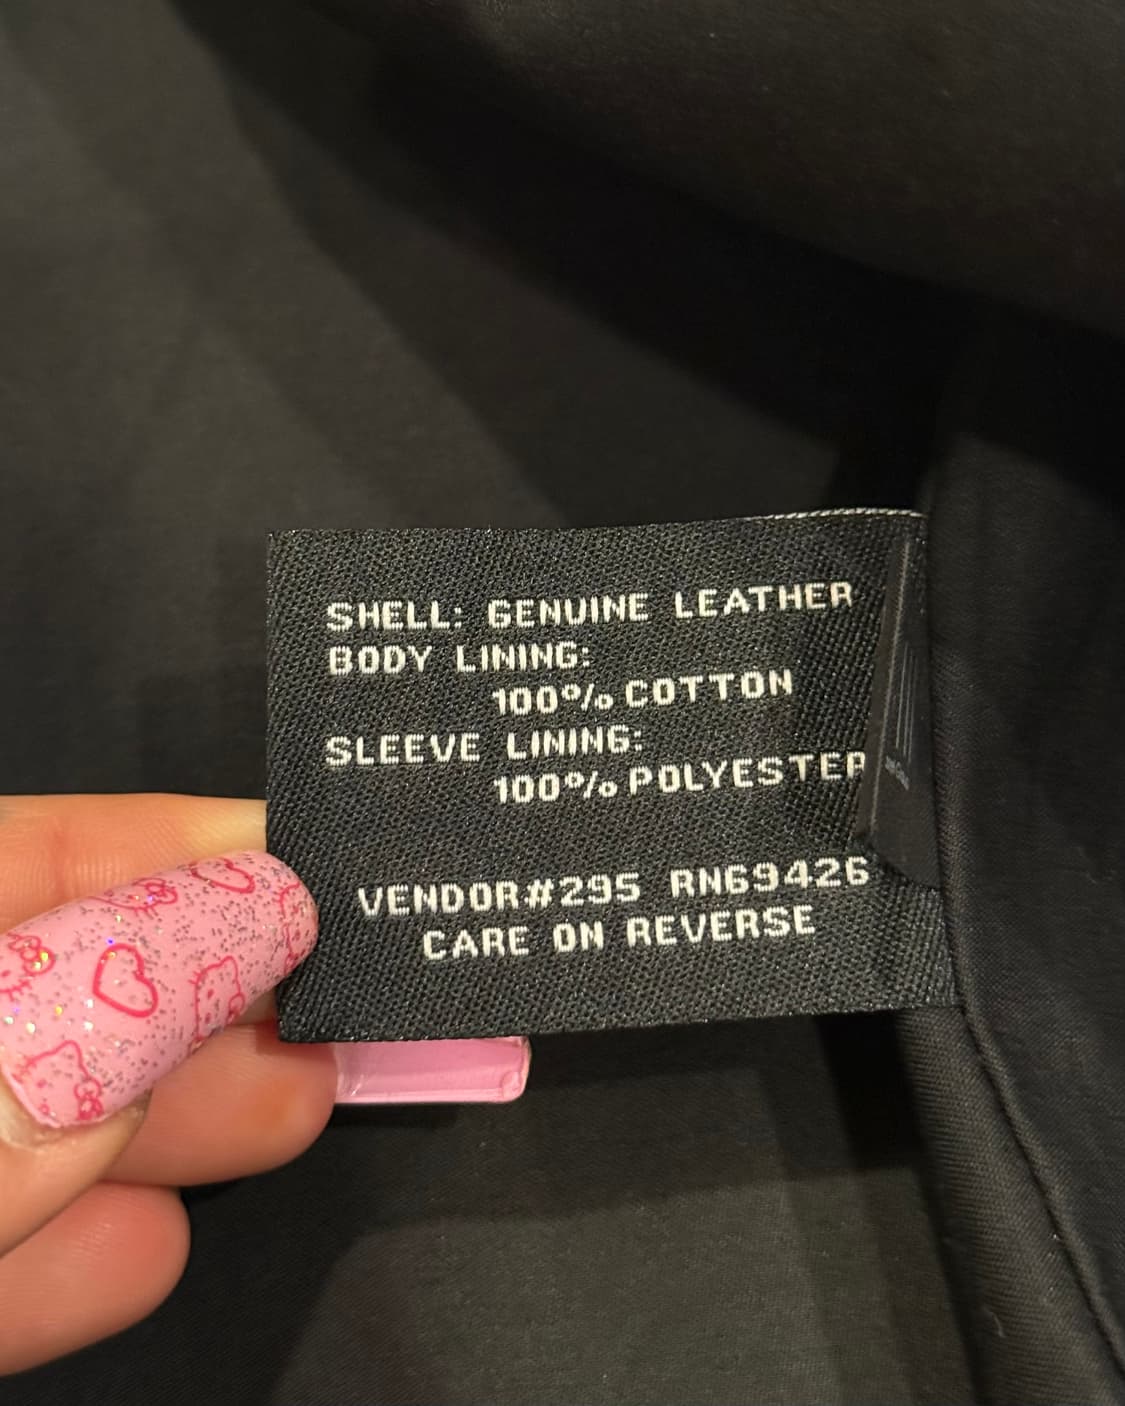 SHELL: GENUINE LEATHER
BODY LINING:
100% COTTON
SLEEVE LINING:
100% POLYESTER
VENDOR#295 RN69426
CARE ON REVERSE